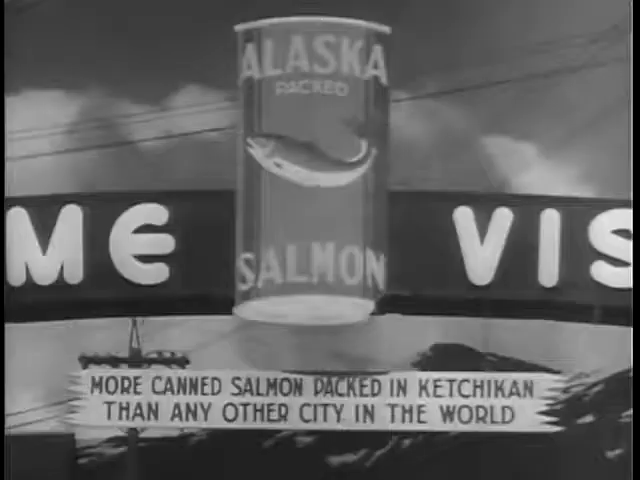 ALASKA
PACKED
SALMON
ME VIS
MORE CANNED SALMON PACKED IN KETCHIKAN
THAN ANY OTHER CITY IN THE WORLD